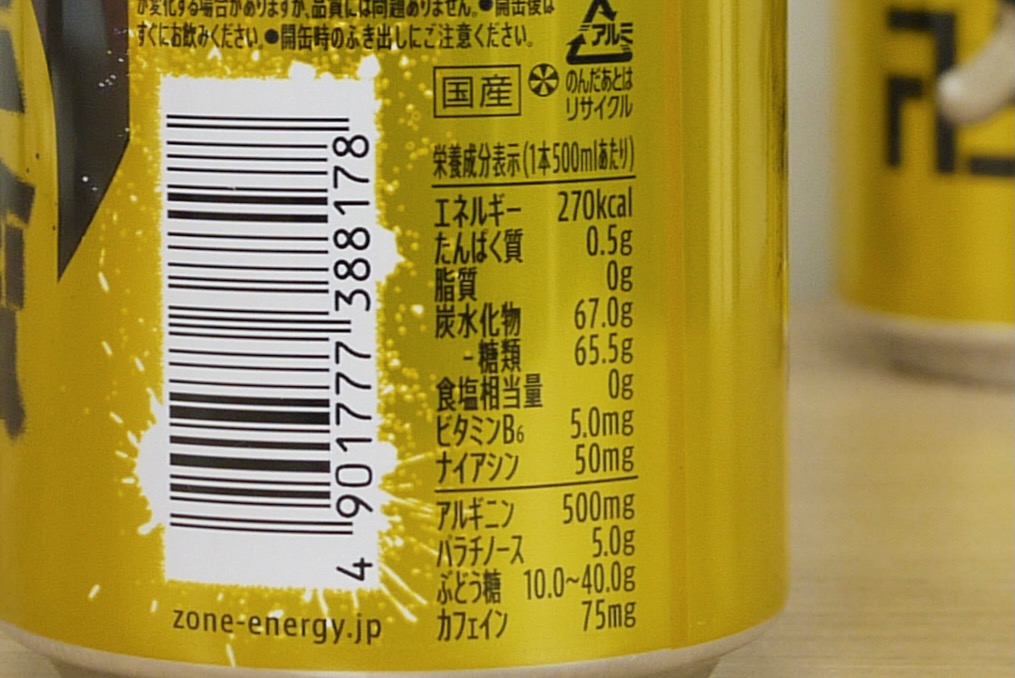 が変化する場合がありますが、品質には問題ありません。●開缶後は
すぐにお飲みください ●開缶時のふき出しにご注意ください。
アルミ
国産
のんだあとは
リサイクル
栄養成分表示(1本500mlあたり)
エネルギー 270kcal
たんぱく質 0.5g
脂質 0g
炭水化物 67.0g
-糖類 65.5g
食塩相当量 0g
ビタミンB6 5.0mg
ナイアシン 50mg
アルギニン 500mg
パラチノース 5.0g
ぶどう糖 10.0~40.0g
カフェイン 75mg
4 901777 388178
zone-energy.jp